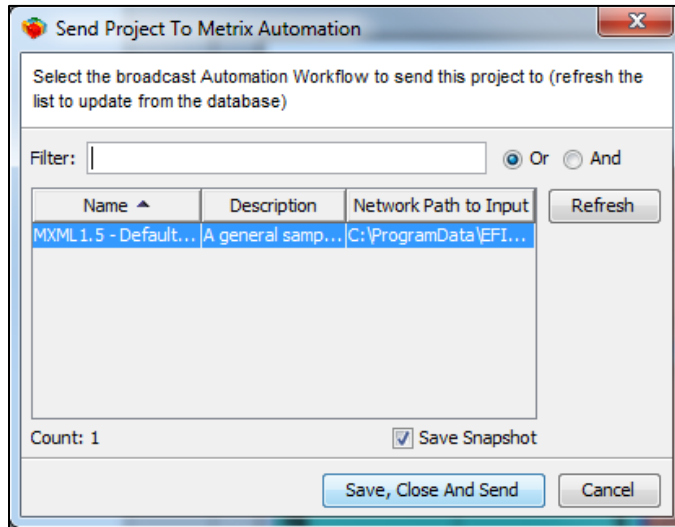 Send Project To Metrix Automation
Select the broadcast Automation Workflow to send this project to (refresh the
list to update from the database)
Filter: Or And
Name Description Network Path to Input Refresh
MXML1.5 - Default... A general samp... C:\ProgramData\EFI...
Count: 1 Save Snapshot
Save, Close And Send Cancel